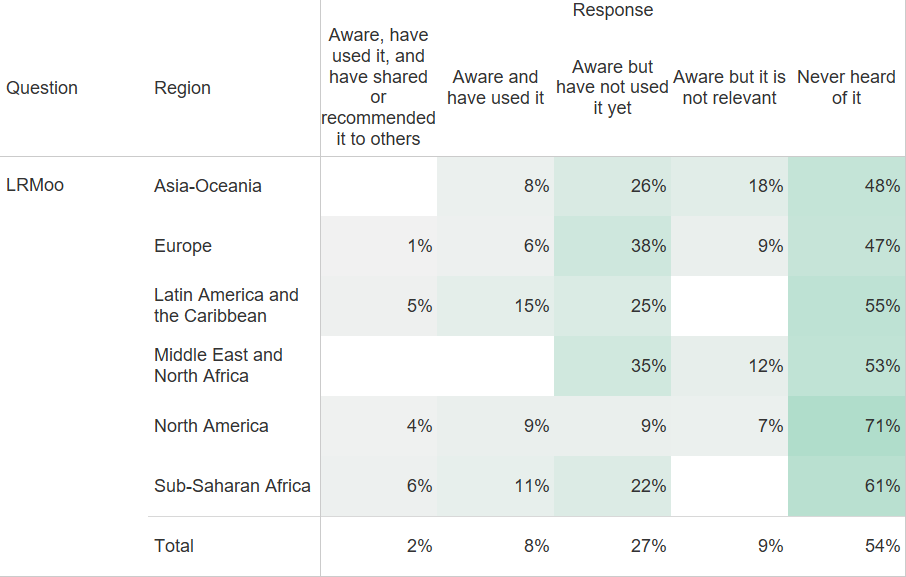 Response
Question
Region
Aware, have
used it, and
have shared
or
recommended
it to others
Aware and
have used it
Aware but
have not used
it yet
Aware but it is
not relevant
Never heard
of it
LRMoo
Asia-Oceania
8%
26%
18%
48%
Europe
1%
6%
38%
9%
47%
Latin America and
the Caribbean
5%
15%
25%
55%
Middle East and
North Africa
35%
12%
53%
North America
4%
9%
9%
7%
71%
Sub-Saharan Africa
6%
11%
22%
61%
Total
2%
8%
27%
9%
54%